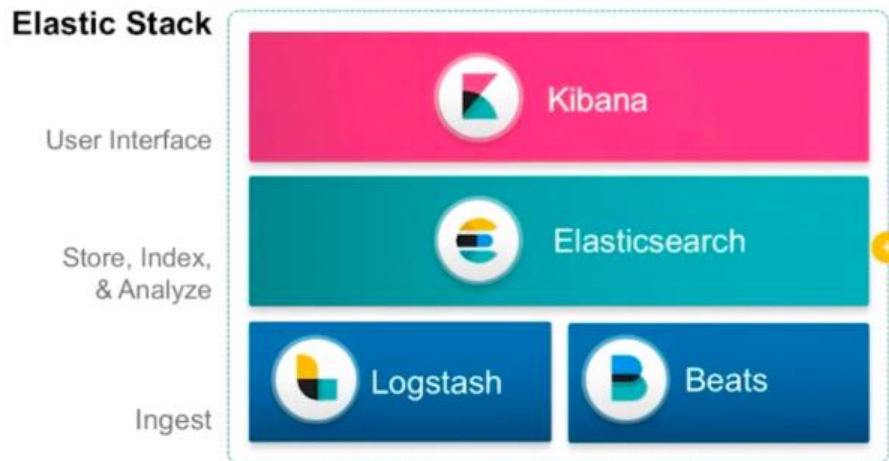 Elastic Stack
Kibana
User Interface
Elasticsearch
Store, Index,
& Analyze
Logstash
Beats
Ingest